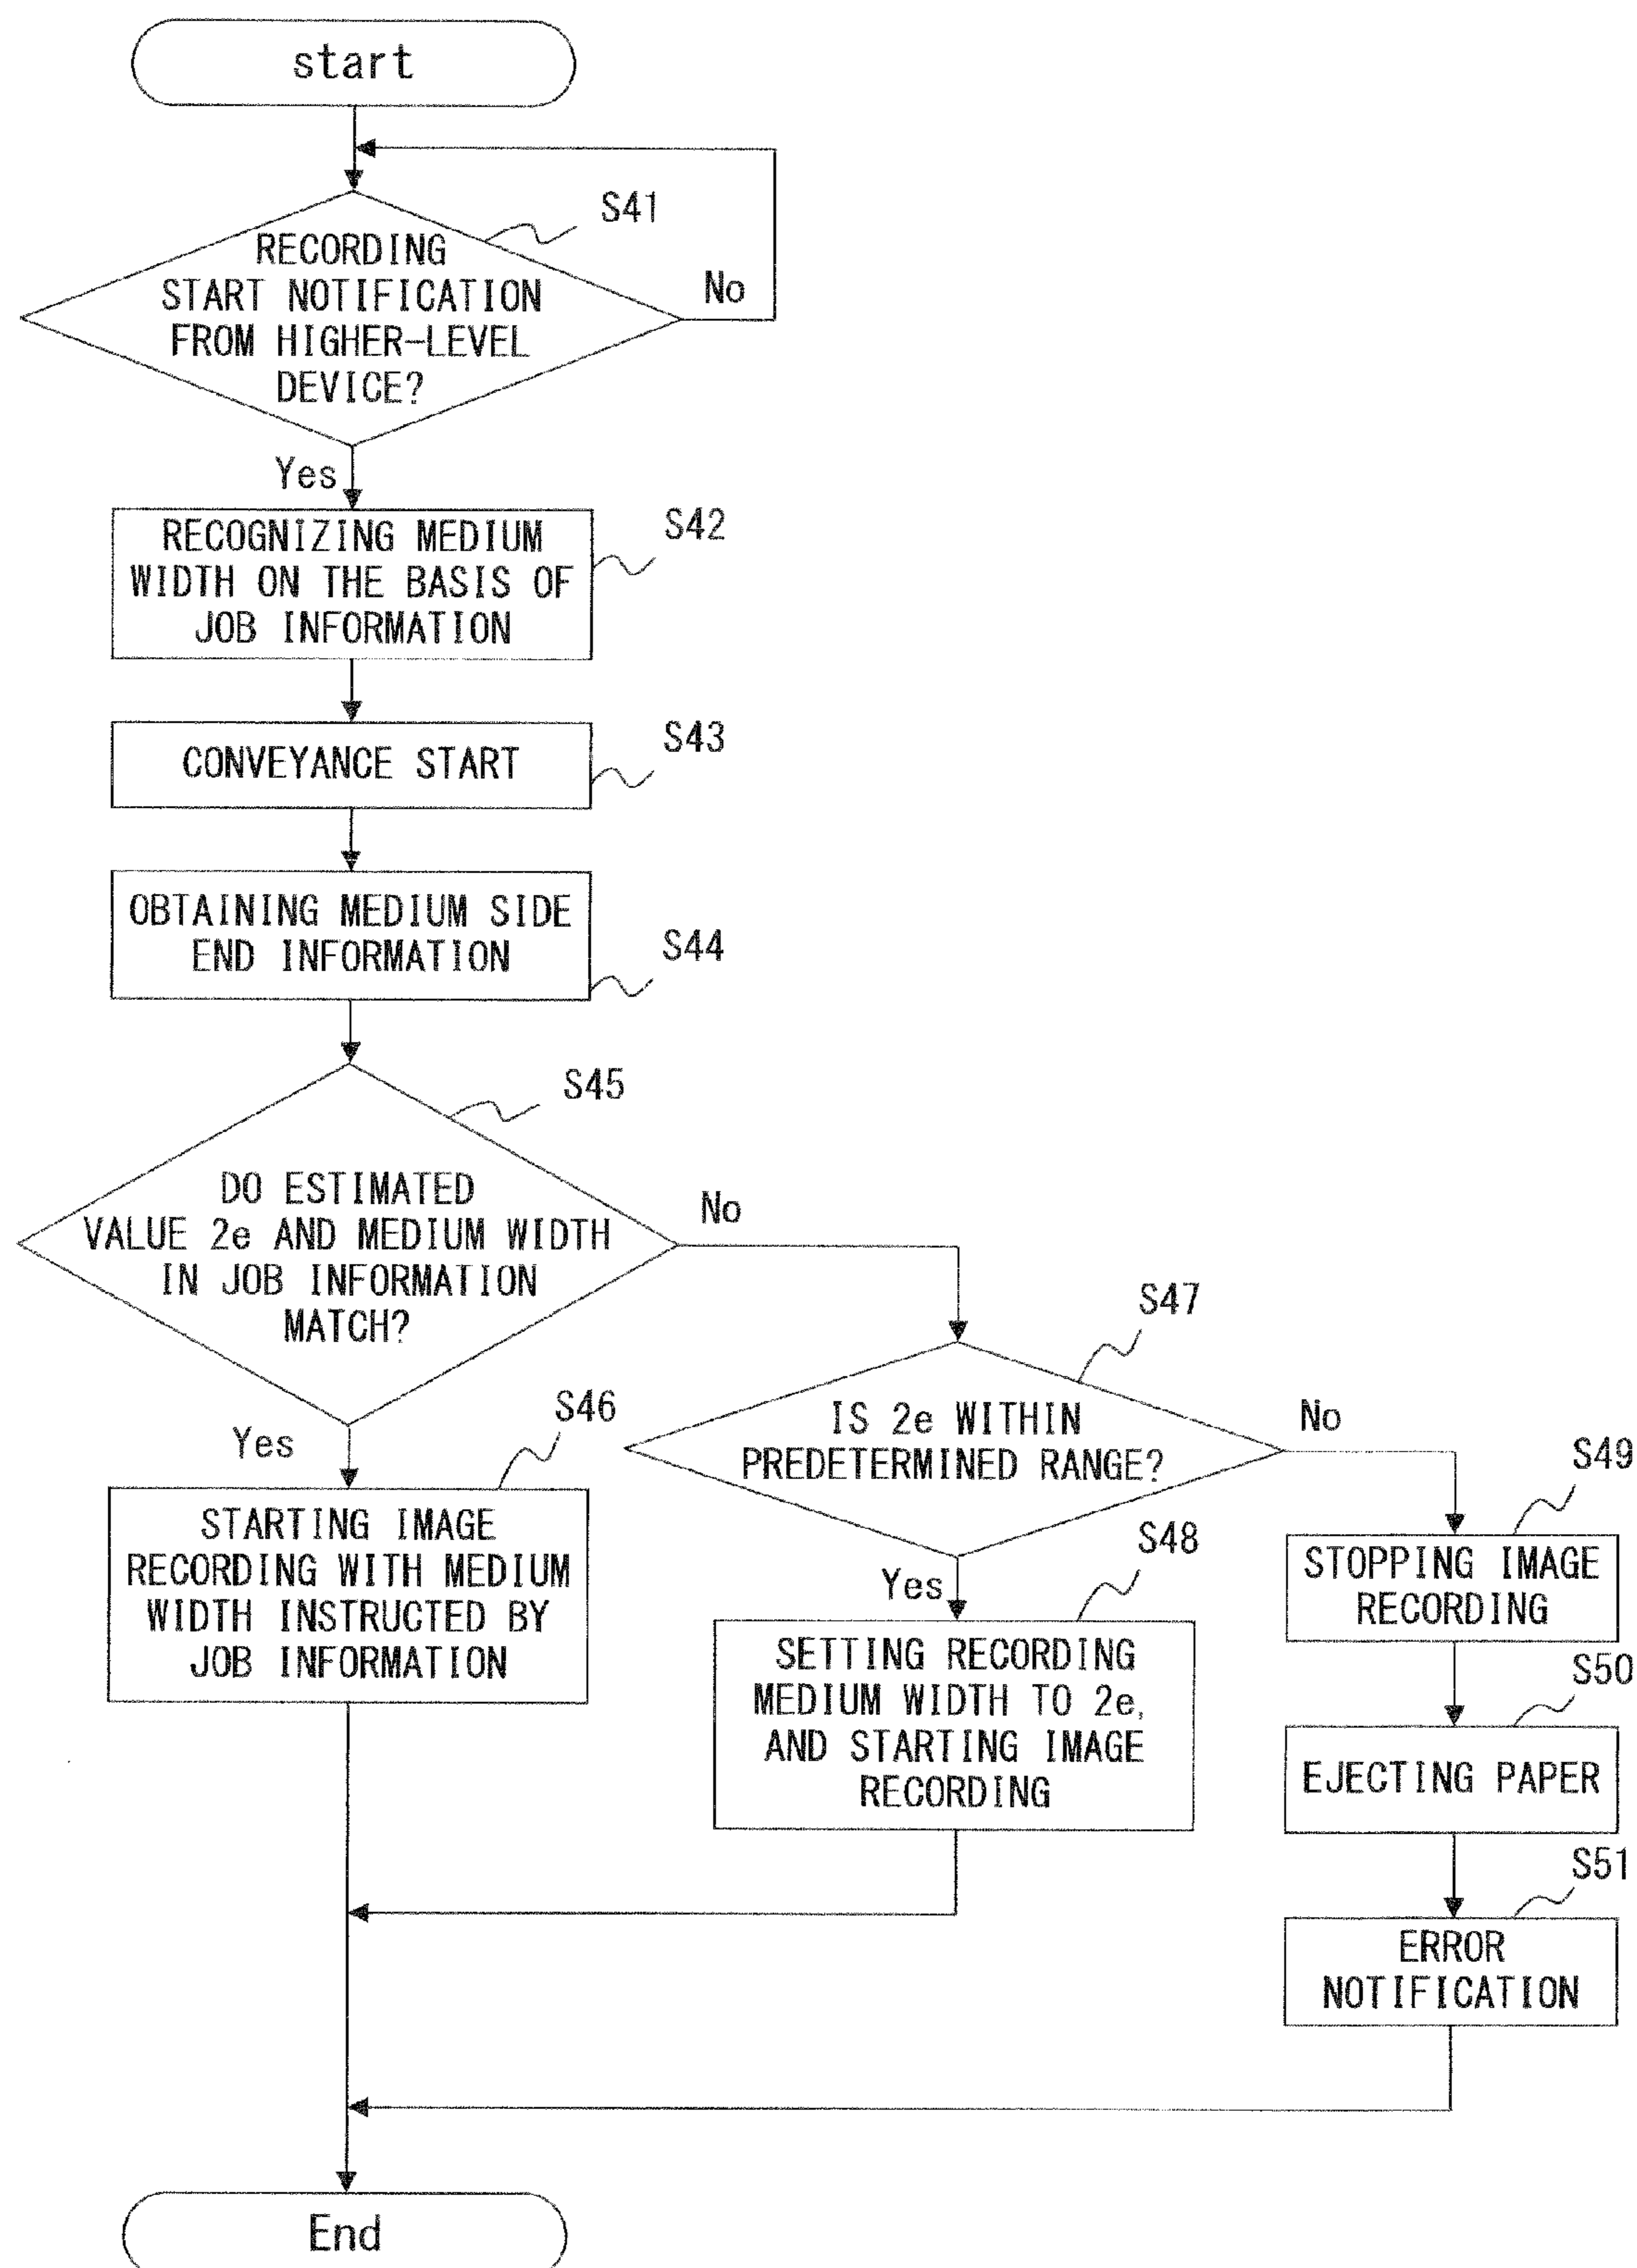 start
S41
RECORDING
START NOTIFICATION
FROM HIGHER-LEVEL
DEVICE?
No
Yes
S42
RECOGNIZING MEDIUM
WIDTH ON THE BASIS OF
JOB INFORMATION
S43
CONVEYANCE START
OBTAINING MEDIUM SIDE
END INFORMATION
S44
S45
DO ESTIMATED
VALUE 2e AND MEDIUM WIDTH
IN JOB INFORMATION
MATCH?
No
Yes
S46
STARTING IMAGE
RECORDING WITH MEDIUM
WIDTH INSTRUCTED BY
JOB INFORMATION
S47
IS 2e WITHIN
PREDETERMINED RANGE?
No
Yes
S48
SETTING RECORDING
MEDIUM WIDTH TO 2e,
AND STARTING IMAGE
RECORDING
S49
STOPPING IMAGE
RECORDING
S50
EJECTING PAPER
S51
ERROR
NOTIFICATION
End